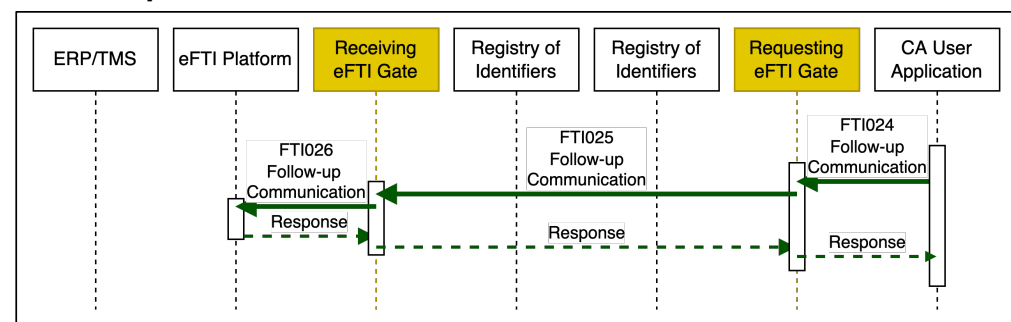 ERP/TMS
eFTI Platform
Receiving
eFTI Gate
Registry of
Identifiers
Registry of
Identifiers
Requesting
eFTI Gate
CA User
Application
FTI024
Follow-up
Communication
FTI025
Follow-up
Communication
FTI026
Follow-up
Communication
Response
Response
Response